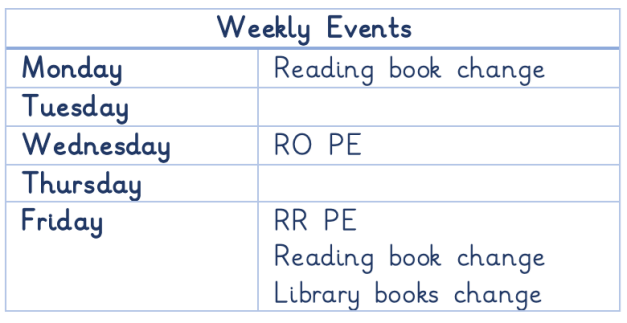 Weekly Events
Monday Reading book change
Tuesday
Wednesday RO PE
Thursday
Friday RR PE
Reading book change
Library books change